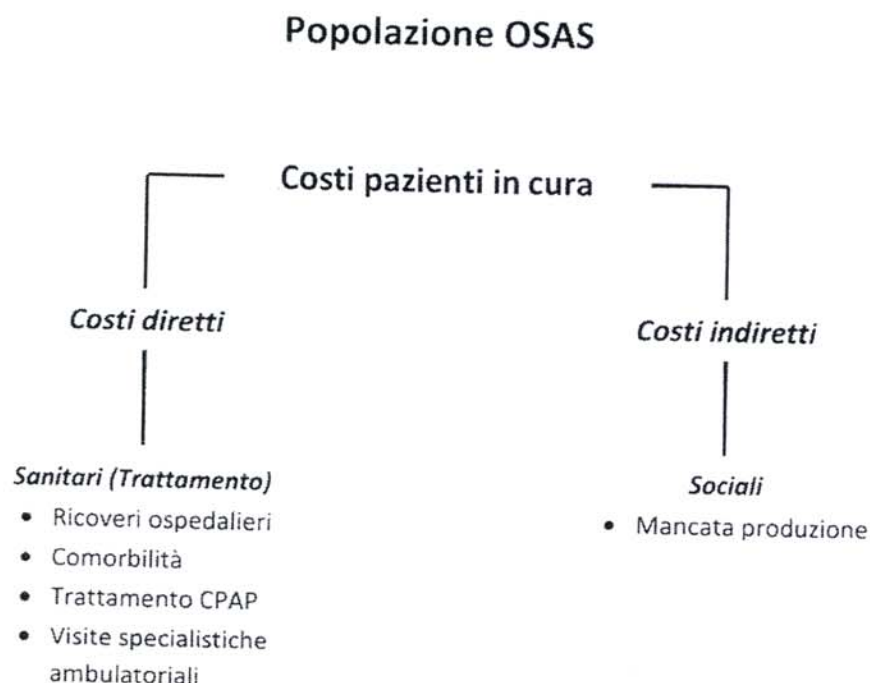 Popolazione OSAS
Costi pazienti in cura
Costi diretti
Costi indiretti
Sanitari (Trattamento)
• Ricoveri ospedalieri
• Comorbilità
• Trattamento CPAP
• Visite specialistiche
ambulatoriali
Sociali
• Mancata produzione